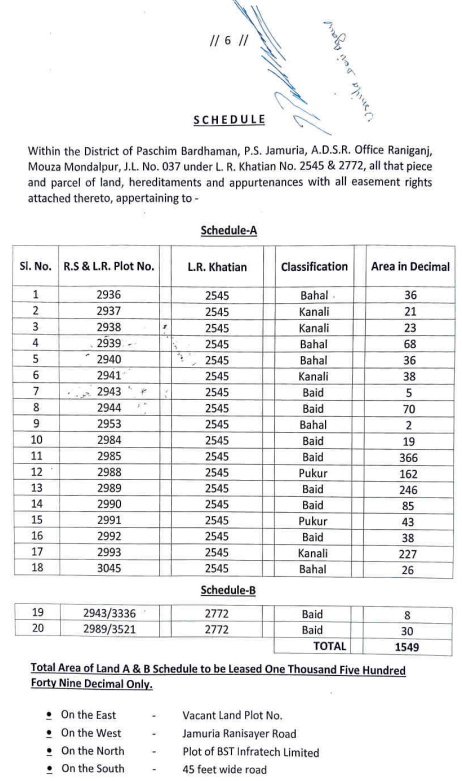 // 6 //
SCHEDULE
Within the District of Paschim Bardhaman, P.S. Jamuria, A.D.S.R. Office Raniganj,
Mouza Mondalpur, J.L. No. 037 under L. R. Khatian No. 2545 & 2772, all that piece
and parcel of land, hereditaments and appurtenances with all easement rights
attached thereto, appertaining to -
Schedule-A
Sl. No. R.S & L.R. Plot No. L.R. Khatian Classification Area in Decimal
1 2936 2545 Bahal 36
2 2937 2545 Kanali 21
3 2938 2545 Kanali 23
4 2939 2545 Bahal 68
5 2940 2545 Bahal 36
6 2941 2545 Kanali 38
7 2943 2545 Baid 5
8 2944 2545 Baid 70
9 2953 2545 Bahal 2
10 2984 2545 Baid 19
11 2985 2545 Baid 366
12 2988 2545 Pukur 162
13 2989 2545 Baid 246
14 2990 2545 Baid 85
15 2991 2545 Pukur 43
16 2992 2545 Baid 38
17 2993 2545 Kanali 227
18 3045 2545 Bahal 26
Schedule-B
19 2943/3336 2772 Baid 8
20 2989/3521 2772 Baid 30
TOTAL 1549
Total Area of Land A & B Schedule to be Leased One Thousand Five Hundred
Forty Nine Decimal Only.
• On the East - Vacant Land Plot No.
• On the West - Jamuria Ranisayer Road
• On the North - Plot of BST Infratech Limited
• On the South - 45 feet wide road